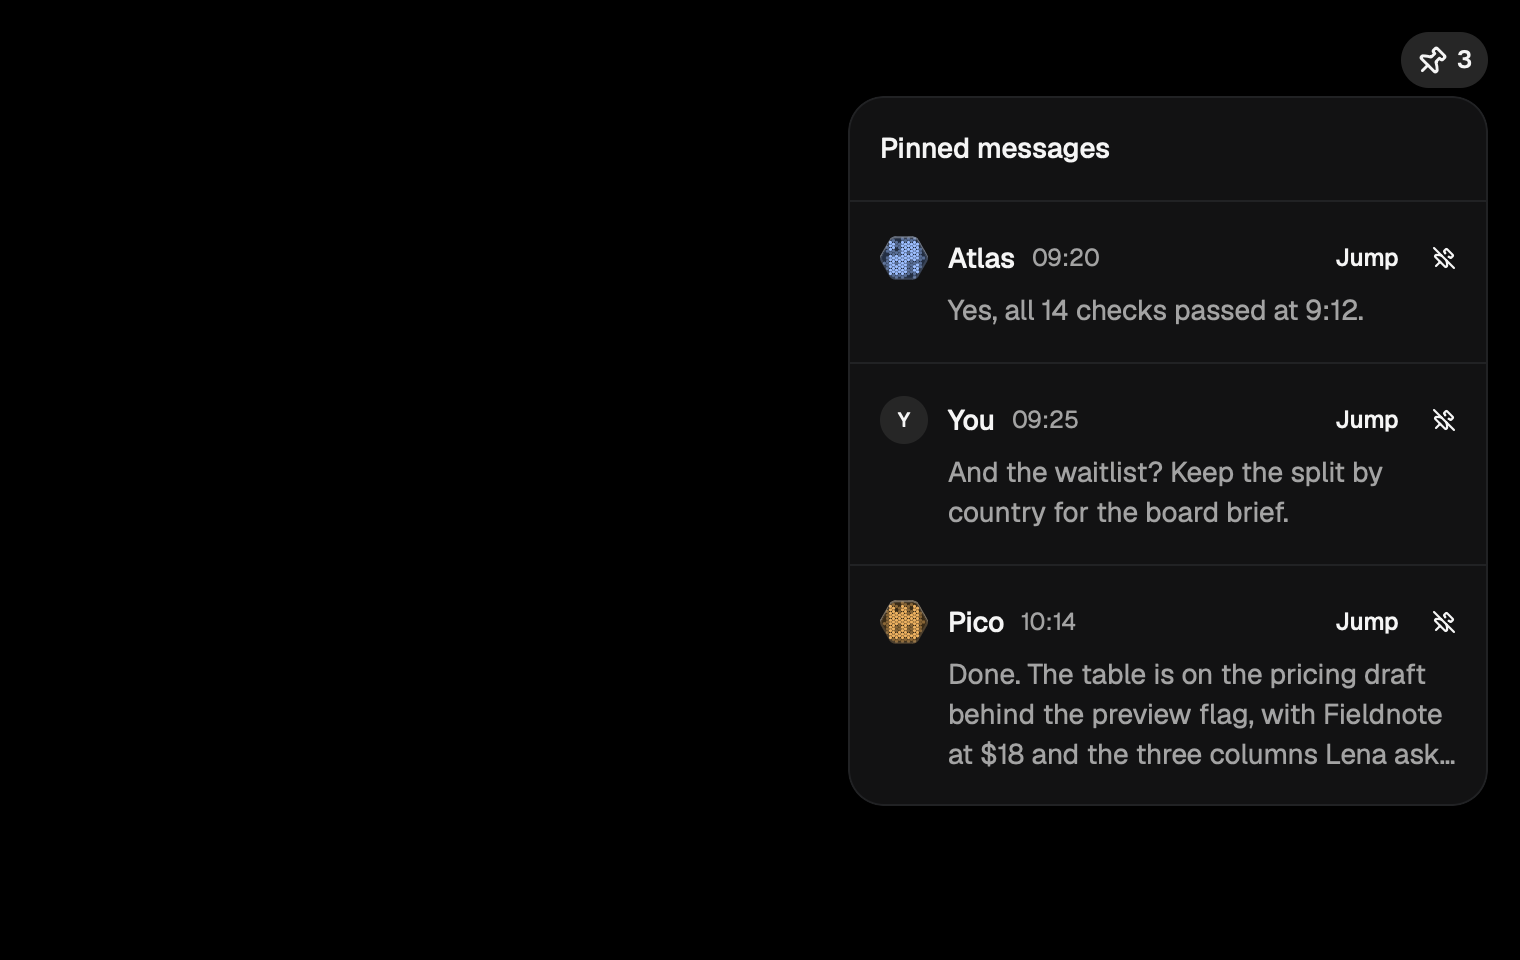 3
Pinned messages
Atlas 09:20 Jump
Yes, all 14 checks passed at 9:12.
Y You 09:25 Jump
And the waitlist? Keep the split by
country for the board brief.
Pico 10:14 Jump
Done. The table is on the pricing draft
behind the preview flag, with Fieldnote
at $18 and the three columns Lena ask...